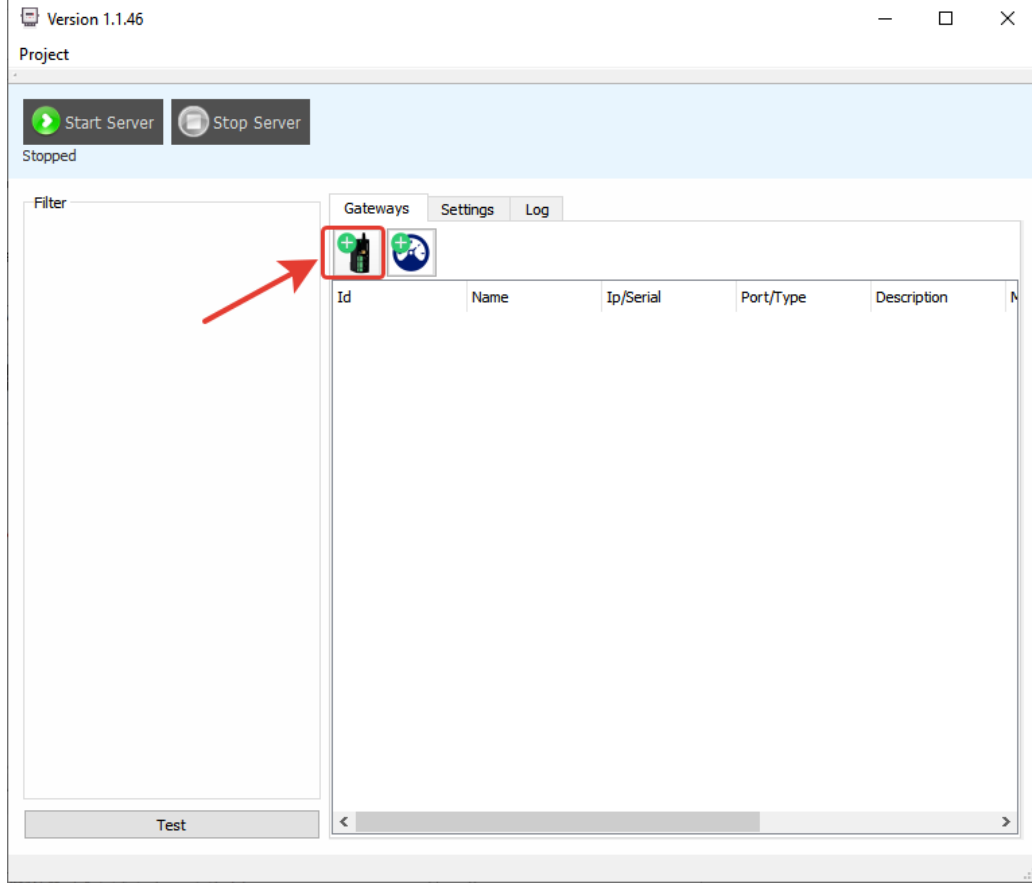 Version 1.1.46
Project
Start Server Stop Server
Stopped
Filter
Gateways Settings Log
Id Name Ip/Serial Port/Type Description
Test